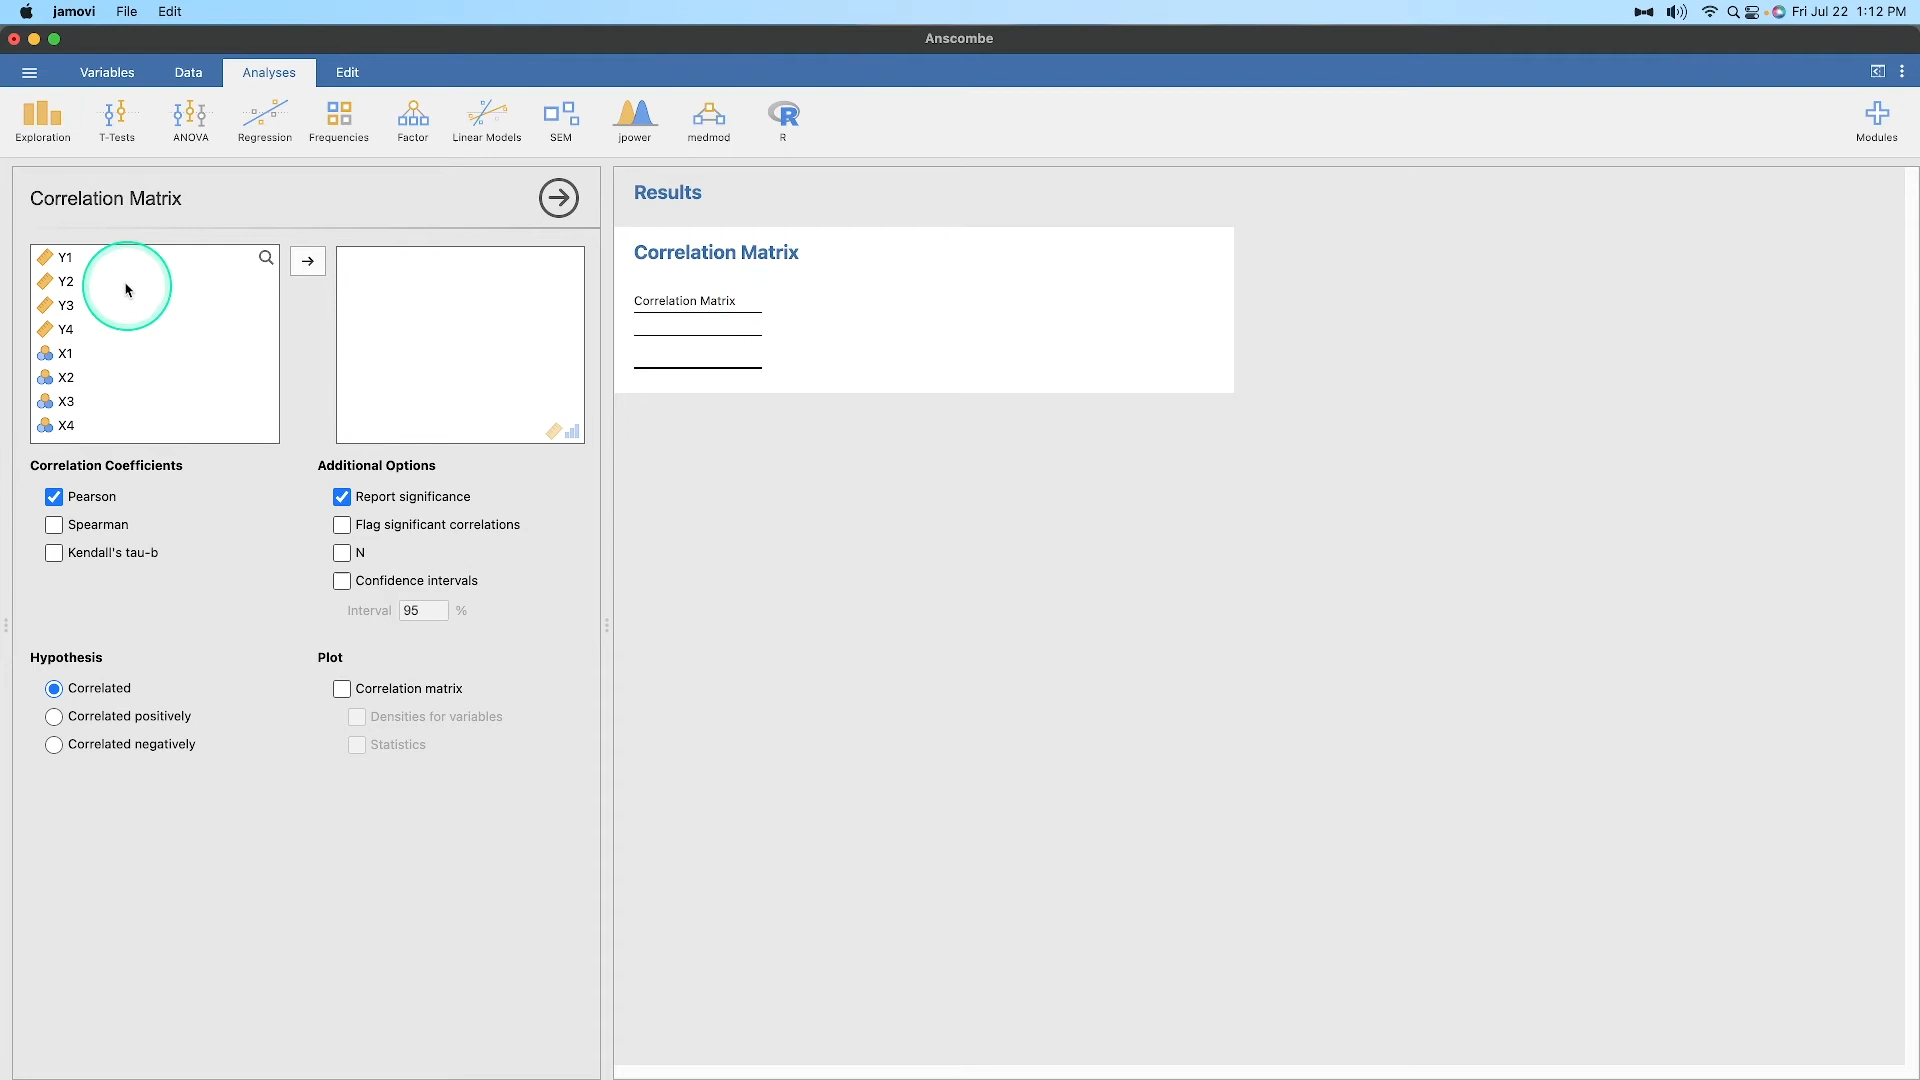 jamovi File Edit Fri Jul 22 1:12 PM
Anscombe
Variables Data Analyses Edit
Exploration T-Tests ANOVA Regression Frequencies Factor Linear Models SEM jpower medmod R Modules
Correlation Matrix
Y1
Y2
Y3
Y4
X1
X2
X3
X4
Correlation Coefficients
Pearson
Spearman
Kendall's tau-b
Additional Options
Report significance
Flag significant correlations
N
Confidence intervals
Interval 95 %
Hypothesis
Correlated
Correlated positively
Correlated negatively
Plot
Correlation matrix
Densities for variables
Statistics
Results
Correlation Matrix
Correlation Matrix